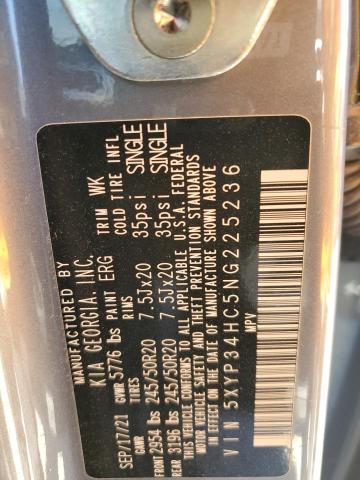 MANUFACTURED BY
KIA GEORGIA, INC.
SEP/17/21 GVWR 5776 lbs PAINT ERG TRIM WK
TIRES RIMS COLD TIRE INFL
FRONT 2954 lbs 245/50R20 7.5Jx20 35psi SINGLE
REAR 3196 lbs 245/50R20 7.5Jx20 35psi SINGLE
THIS VEHICLE CONFORMS TO ALL APPLICABLE U.S.A. FEDERAL
MOTOR VEHICLE SAFETY AND THEFT PREVENTION STANDARDS
IN EFFECT ON THE DATE OF MANUFACTURE SHOWN ABOVE.
VIN 5XYP34HC5NG225236
MPV